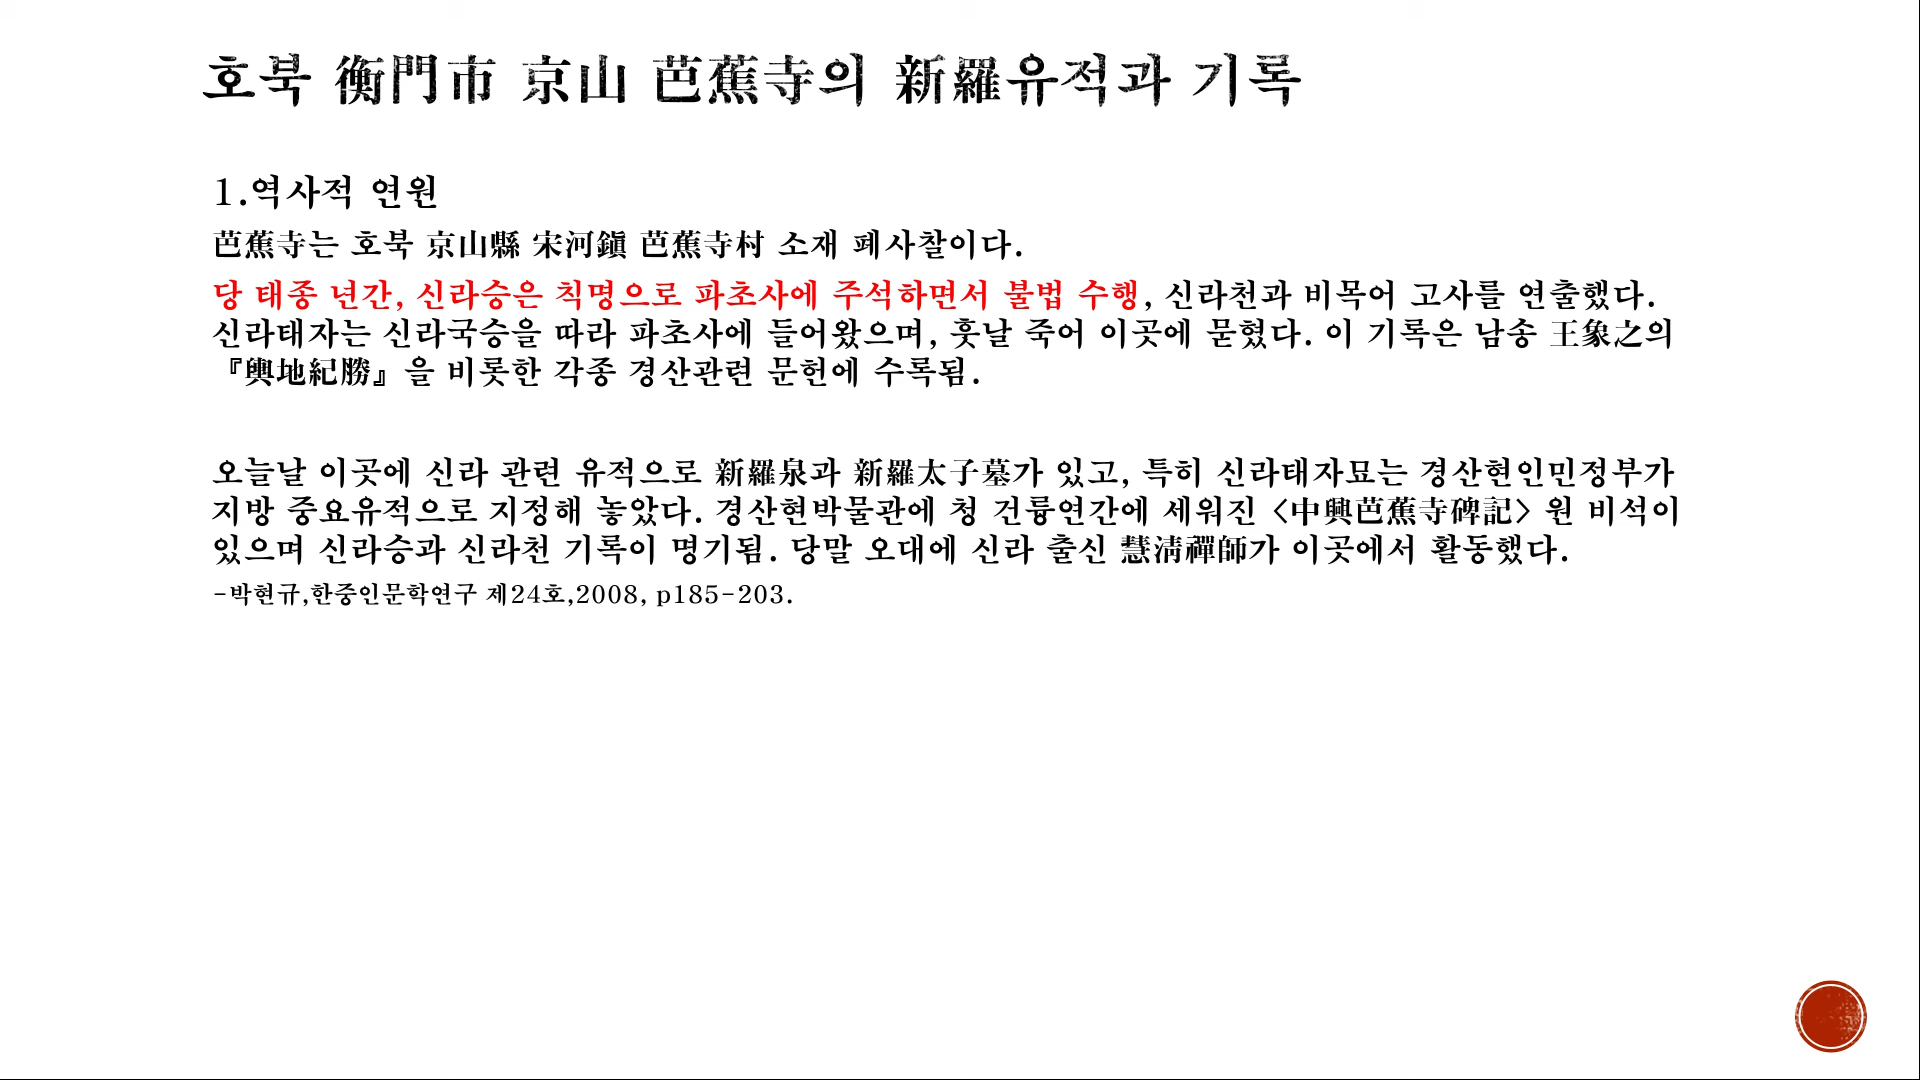 호북 衡門市 京山 芭蕉寺의 新羅유적과 기록
1.역사적 연원
芭蕉寺는 호북 京山縣 宋河鎭 芭蕉寺村 소재 폐사찰이다.
당 태종 년간, 신라승은 칙명으로 파초사에 주석하면서 불법 수행, 신라천과 비목어 고사를 연출했다.
신라태자는 신라국승을 따라 파초사에 들어왔으며, 훗날 죽어 이곳에 묻혔다. 이 기록은 남송 王象之의
『輿地紀勝』을 비롯한 각종 경산관련 문헌에 수록됨.
오늘날 이곳에 신라 관련 유적으로 新羅泉과 新羅太子墓가 있고, 특히 신라태자묘는 경산현인민정부가
지방 중요유적으로 지정해 놓았다. 경산현박물관에 청 건륭연간에 세워진 〈中興芭蕉寺碑記〉 원 비석이
있으며 신라승과 신라천 기록이 명기됨. 당말 오대에 신라 출신 慧淸禪師가 이곳에서 활동했다.
-박현규,한중인문학연구 제24호,2008, p185-203.